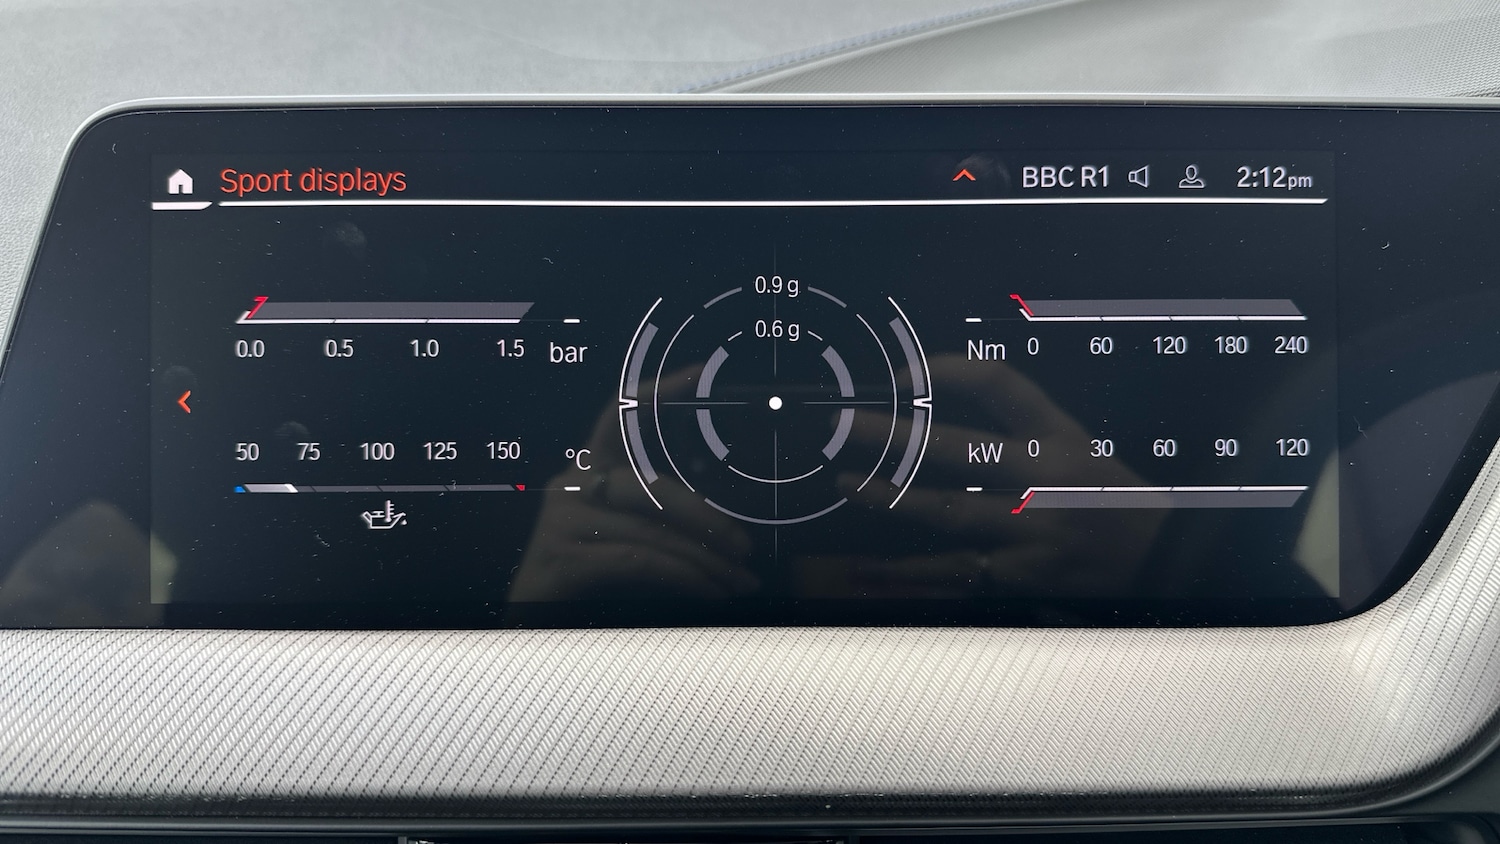 Sport displays
BBC R1 2:12pm
0.9 g
0.6 g
0.0 0.5 1.0 1.5 bar
50 75 100 125 150 °C
Nm 0 60 120 180 240
kW 0 30 60 90 120